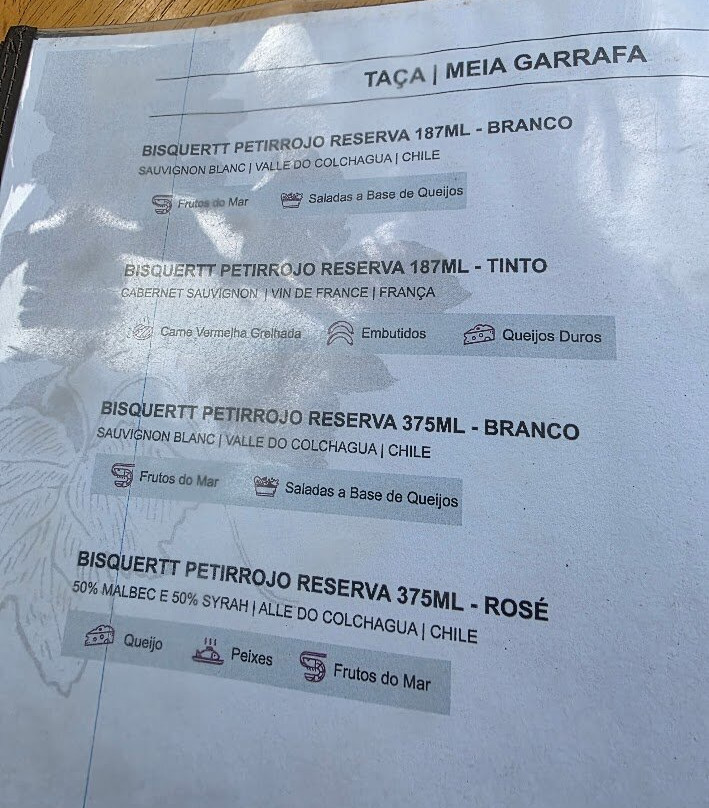 TAÇA | MEIA GARRAFA
BISQUERTT PETIRROJO RESERVA 187ML - BRANCO
SAUVIGNON BLANC | VALLE DO COLCHAGUA | CHILE
Frutos do Mar Saladas a Base de Queijos
BISQUERTT PETIRROJO RESERVA 187ML - TINTO
CABERNET SAUVIGNON | VIN DE FRANCE | FRANÇA
Carne Vermelha Grelhada Embutidos Queijos Duros
BISQUERTT PETIRROJO RESERVA 375ML - BRANCO
SAUVIGNON BLANC | VALLE DO COLCHAGUA | CHILE
Frutos do Mar Saladas a Base de Queijos
BISQUERTT PETIRROJO RESERVA 375ML - ROSÉ
50% MALBEC E 50% SYRAH | ALLE DO COLCHAGUA | CHILE
Queijo Peixes Frutos do Mar